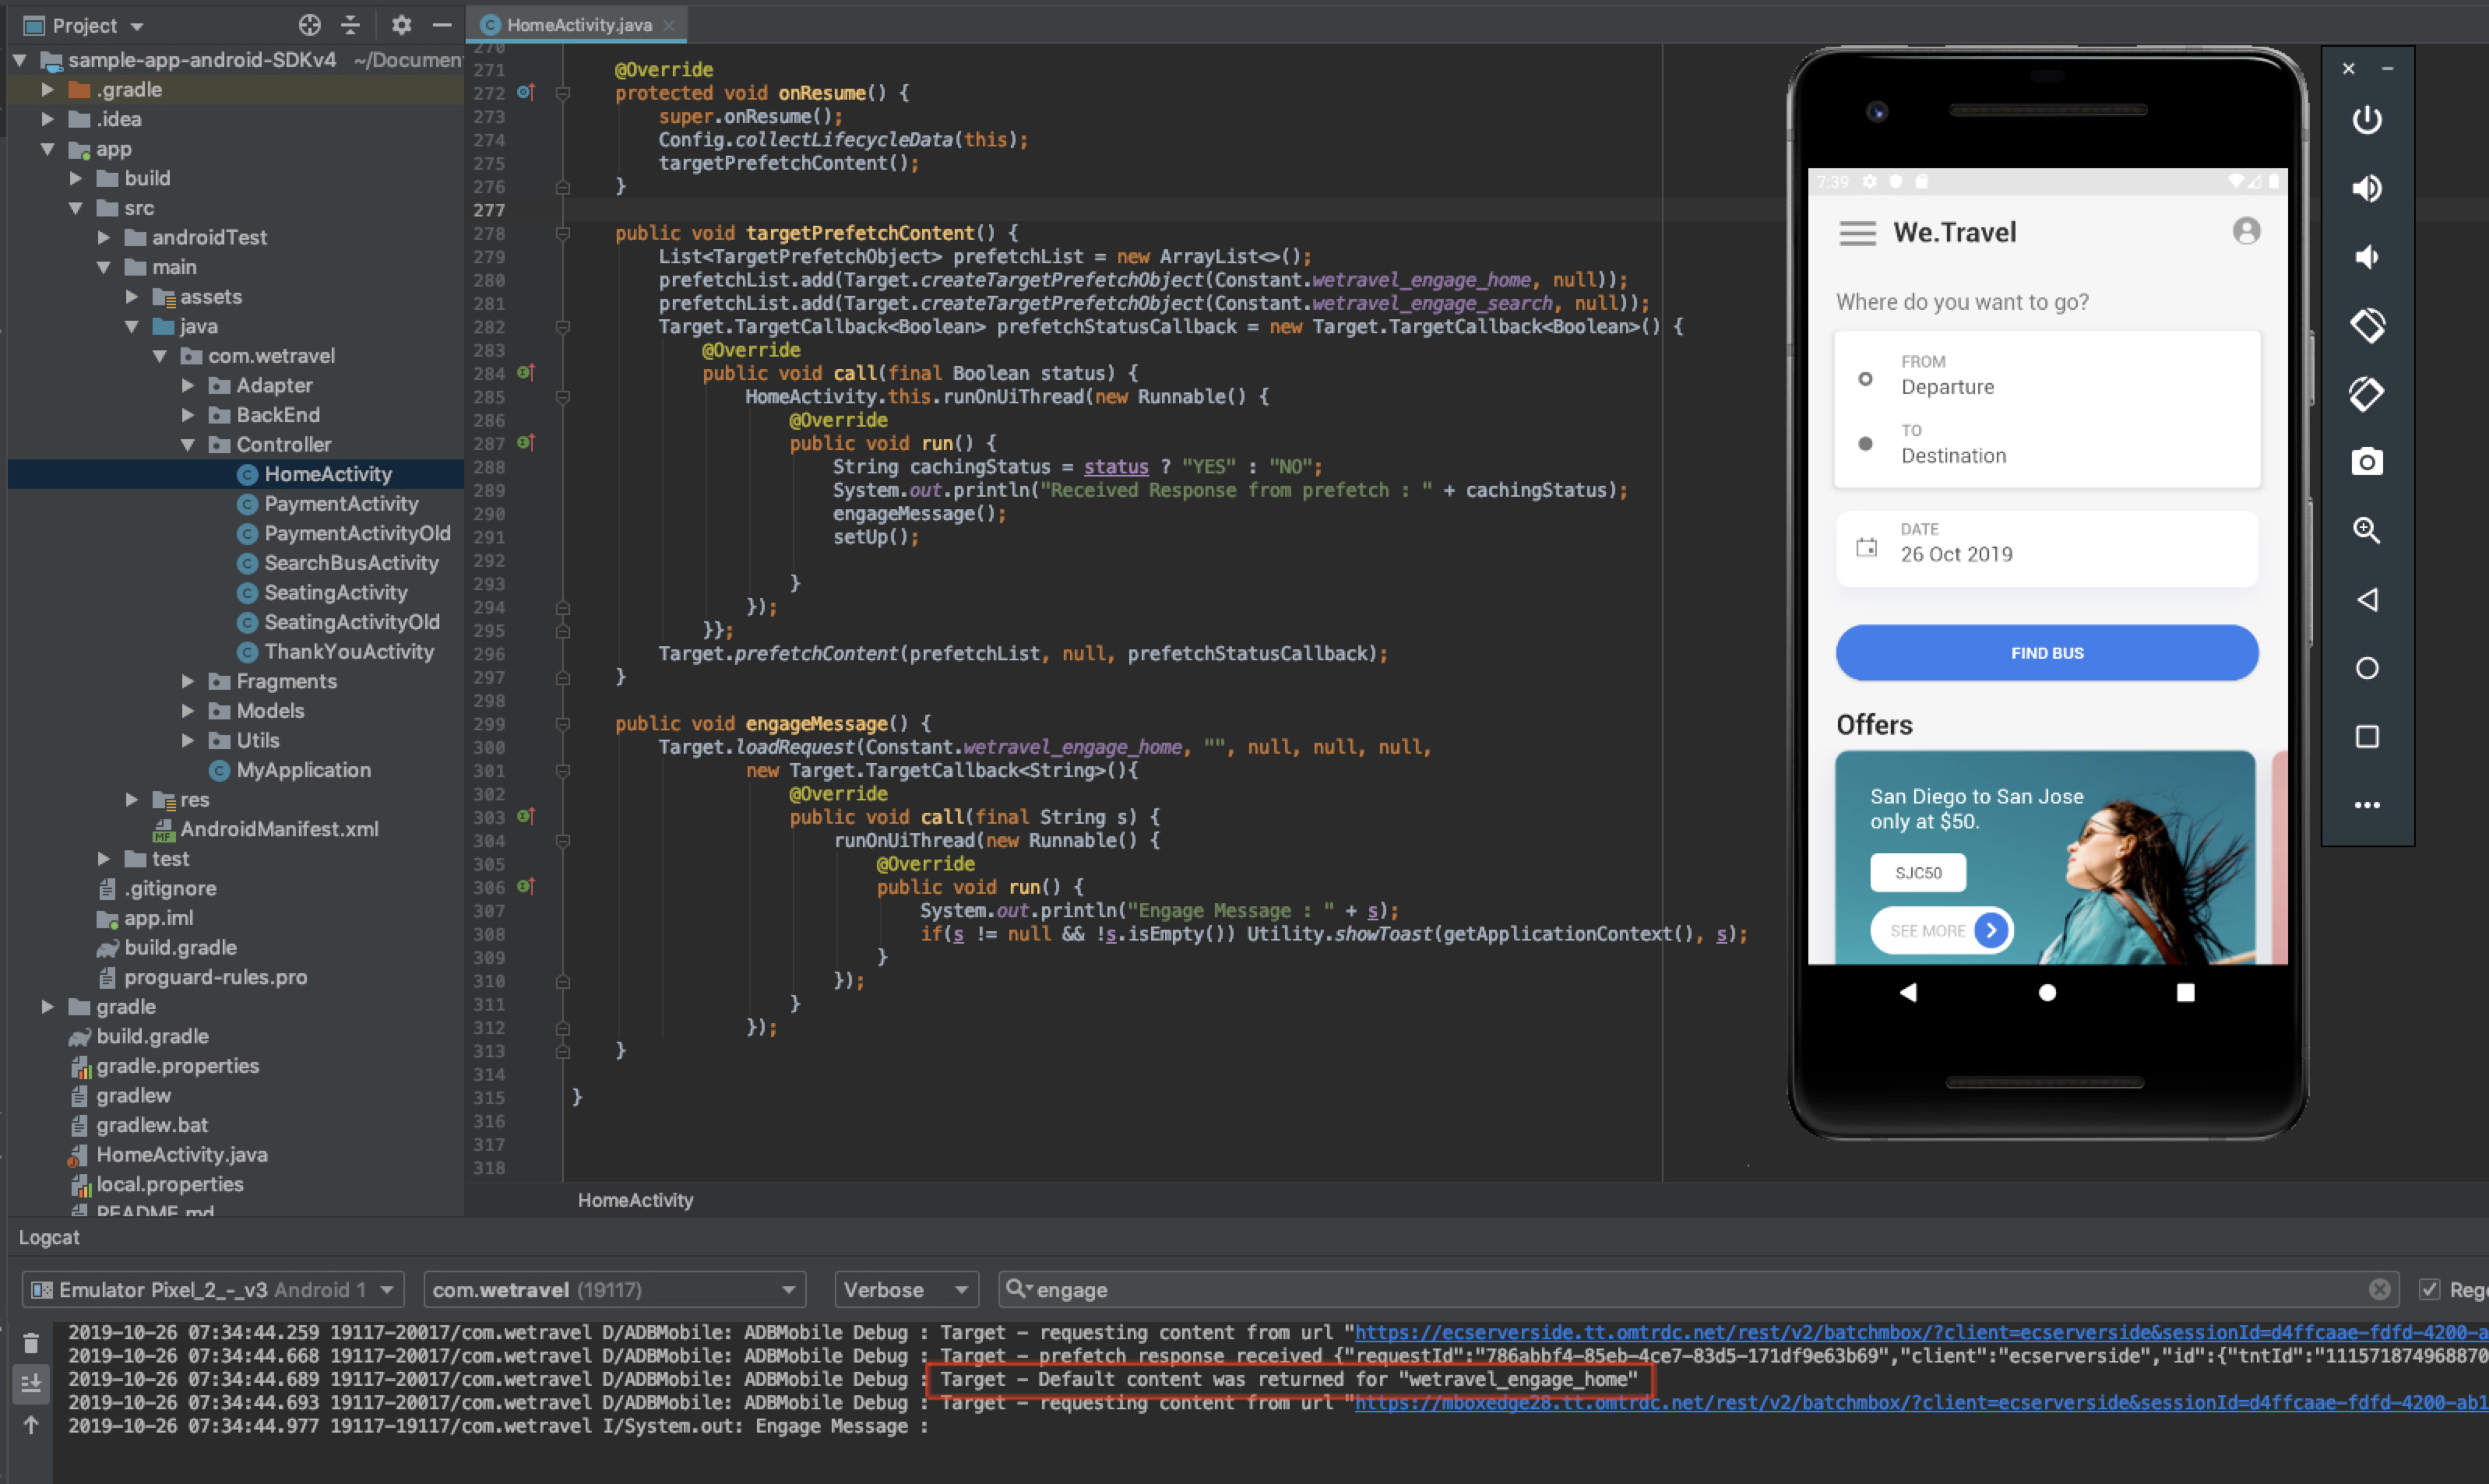 Project
HomeActivity.java
sample-app-android-SDKv4 ~/Documen
.gradle
.idea
app
build
src
androidTest
main
assets
java
com.wetravel
Adapter
BackEnd
Controller
HomeActivity
PaymentActivity
PaymentActivityOld
SearchBusActivity
SeatingActivity
SeatingActivityOld
ThankYouActivity
Fragments
Models
Utils
MyApplication
res
AndroidManifest.xml
test
.gitignore
app.iml
build.gradle
proguard-rules.pro
gradle
build.gradle
gradle.properties
gradlew
gradlew.bat
HomeActivity.java
local.properties
README.md
270
271 @Override
272 protected void onResume() {
273 super.onResume();
274 Config.collectLifecycleData(this);
275 targetPrefetchContent();
276 }
277
278 public void targetPrefetchContent() {
279 List<TargetPrefetchObject> prefetchList = new ArrayList<>();
280 prefetchList.add(Target.createTargetPrefetchObject(Constant.wetravel_engage_home, null));
281 prefetchList.add(Target.createTargetPrefetchObject(Constant.wetravel_engage_search, null));
282 Target.TargetCallback<Boolean> prefetchStatusCallback = new Target.TargetCallback<Boolean>() {
283 @Override
284 public void call(final Boolean status) {
285 HomeActivity.this.runOnUiThread(new Runnable() {
286 @Override
287 public void run() {
288 String cachingStatus = status ? "YES" : "NO";
289 System.out.println("Received Response from prefetch : " + cachingStatus);
290 engageMessage();
291 setUp();
292
293 }
294 });
295 }};
296 Target.prefetchContent(prefetchList, null, prefetchStatusCallback);
297 }
298
299 public void engageMessage() {
300 Target.loadRequest(Constant.wetravel_engage_home, "", null, null, null,
301 new Target.TargetCallback<String>(){
302 @Override
303 public void call(final String s) {
304 runOnUiThread(new Runnable() {
305 @Override
306 public void run() {
307 System.out.println("Engage Message : " + s);
308 if(s != null && !s.isEmpty()) Utility.showToast(getApplicationContext(), s);
309 }
310 });
311 }
312 });
313 }
314
315 }
316
317
318
HomeActivity
7:39
We.Travel
Where do you want to go?
FROM
Departure
TO
Destination
DATE
26 Oct 2019
FIND BUS
Offers
San Diego to San Jose
only at $50.
SJC50
SEE MORE
Logcat
Emulator Pixel_2_-_v3 Android 1 com.wetravel (19117) Verbose engage Rege
2019-10-26 07:34:44.259 19117-20017/com.wetravel D/ADBMobile: ADBMobile Debug : Target - requesting content from url "https://ecserverside.tt.omtrdc.net/rest/v2/batchmbox/?client=ecserverside&sessionId=d4ffcaae-fdfd-4200-a
2019-10-26 07:34:44.668 19117-20017/com.wetravel D/ADBMobile: ADBMobile Debug : Target - prefetch response received {"requestId":"786abbf4-85eb-4ce7-83d5-171df9e63b69","client":"ecserverside","id":{"tntId":"111571874968870
2019-10-26 07:34:44.689 19117-20017/com.wetravel D/ADBMobile: ADBMobile Debug : Target - Default content was returned for "wetravel_engage_home"
2019-10-26 07:34:44.693 19117-20017/com.wetravel D/ADBMobile: ADBMobile Debug : Target - requesting content from url "https://mboxedge28.tt.omtrdc.net/rest/v2/batchmbox/?client=ecserverside&sessionId=d4ffcaae-fdfd-4200-ab1
2019-10-26 07:34:44.977 19117-19117/com.wetravel I/System.out: Engage Message :